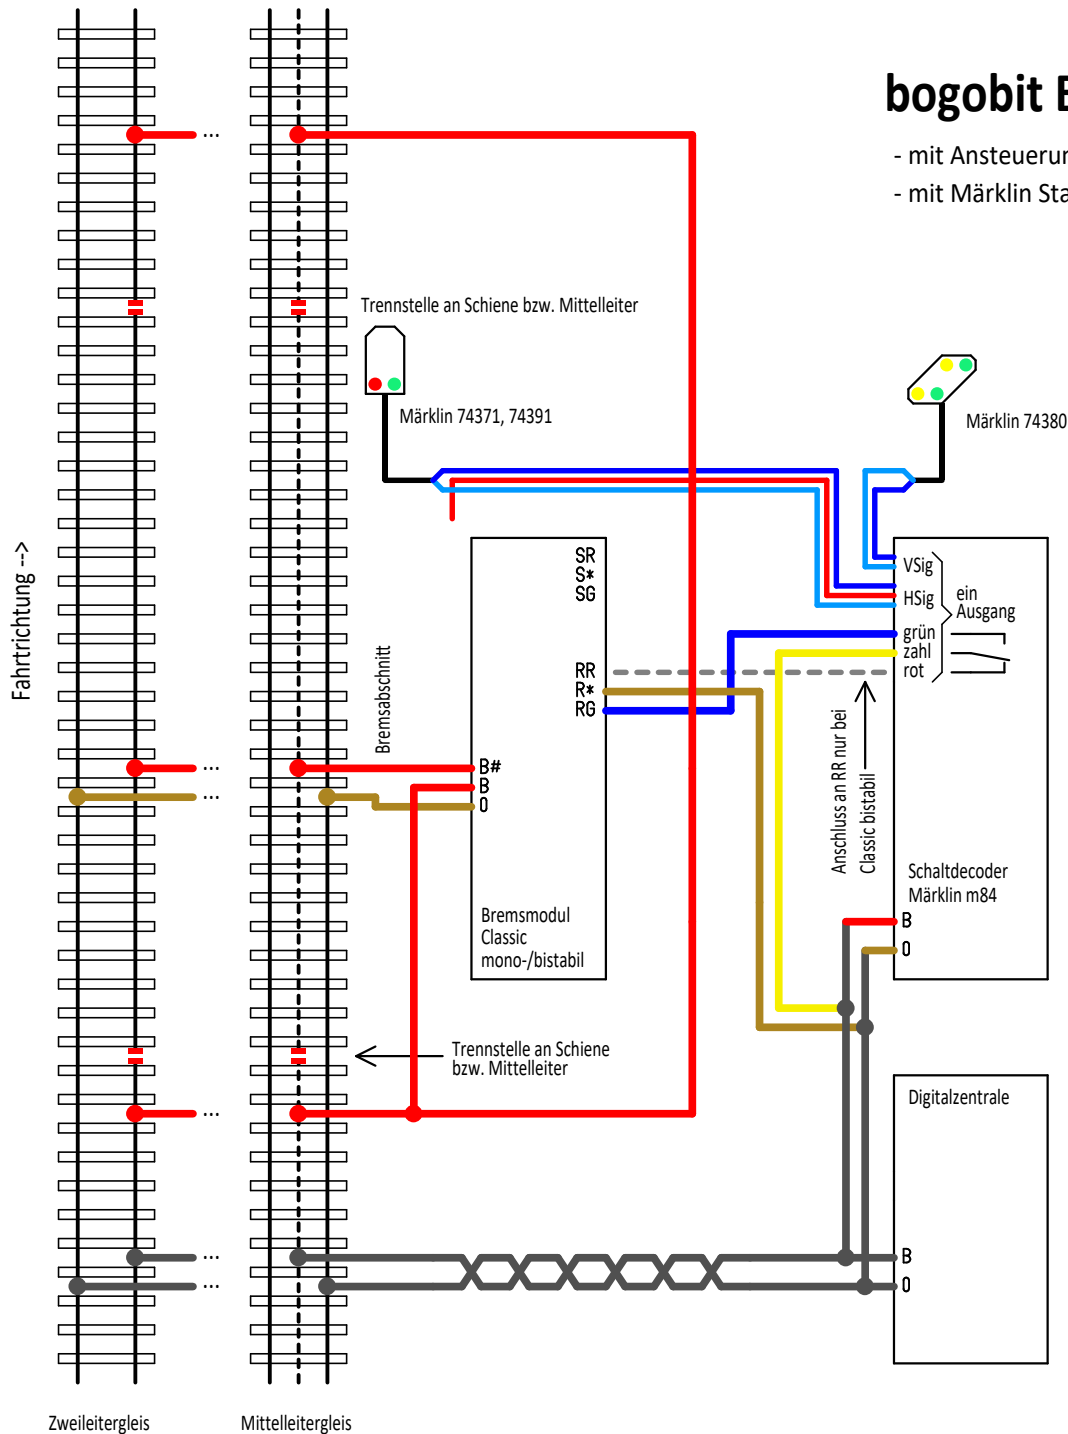 bogobit B
- mit Ansteuerun
- mit Märklin Sta
...
Trennstelle an Schiene bzw. Mittelleiter
Märklin 74371, 74391
Märklin 74380
Fahrtrichtung -->
Bremsabschnitt
SR
S*
SG
RR
R*
RG
B#
B
0
Bremsmodul
Classic
mono-/bistabil
VSig
HSig
grün
zahl
rot
ein
Ausgang
Anschluss an RR nur bei
Classic bistabil
Schaltdecoder
Märklin m84
B
0
...
...
Trennstelle an Schiene
bzw. Mittelleiter
...
Digitalzentrale
B
0
...
...
Zweileitergleis
Mittelleitergleis